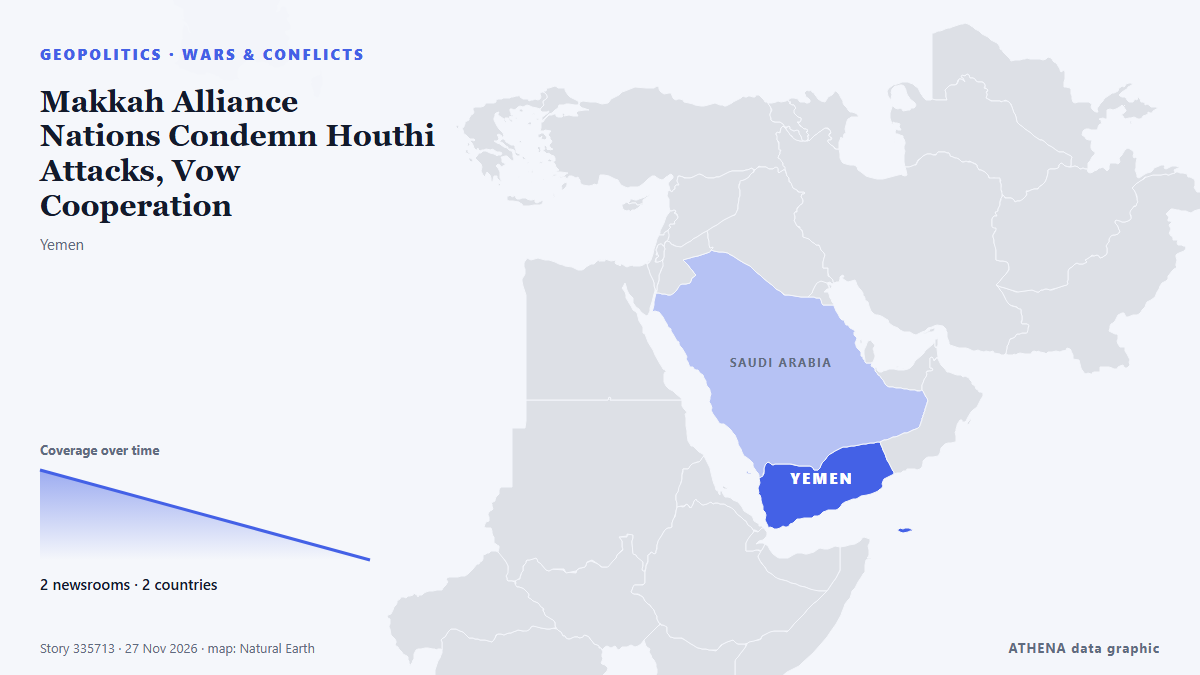 GEOPOLITICS · WARS & CONFLICTS
Makkah Alliance
Nations Condemn Houthi
Attacks, Vow
Cooperation
Yemen
SAUDI ARABIA
YEMEN
Coverage over time
2 newsrooms · 2 countries
Story 335713 · 27 Nov 2026 · map: Natural Earth
ATHENA data graphic